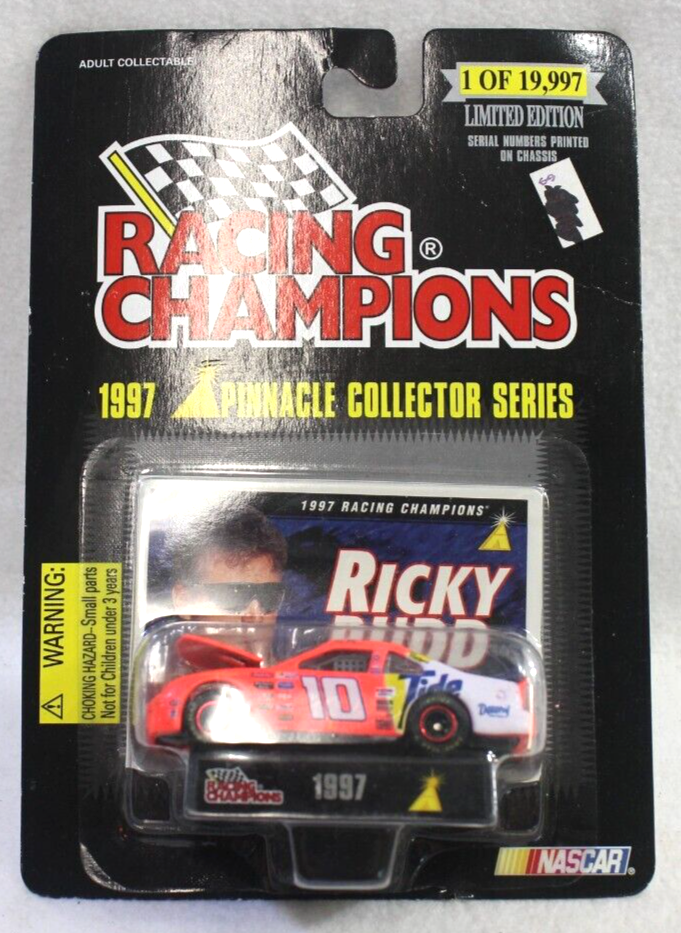 ADULT COLLECTABLE
1 OF 19,997
LIMITED EDITION
SERIAL NUMBERS PRINTED
ON CHASSIS
RACING
CHAMPIONS
®
1997 PINNACLE COLLECTOR SERIES
1997 RACING CHAMPIONS
RICKY
RUDD
WARNING:
CHOKING HAZARD--Small parts
Not for Children under 3 years
10
Tide
Downy
RACING
CHAMPIONS
1997
NASCAR®